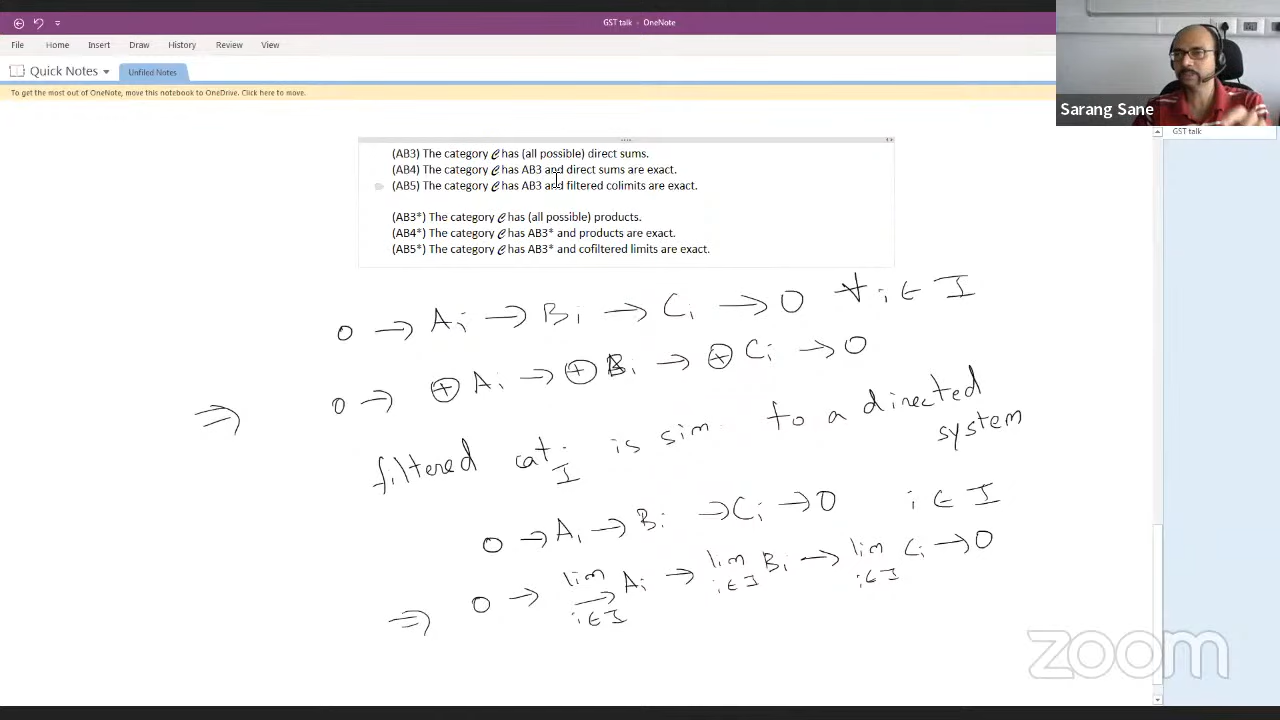 GST talk - OneNote
File Home Insert Draw History Review View
Quick Notes Unfiled Notes
To get the most out of OneNote, move this notebook to OneDrive. Click here to move.
Sarang Sane
GST talk
(AB3) The category 𝒞 has (all possible) direct sums.
(AB4) The category 𝒞 has AB3 and direct sums are exact.
(AB5) The category 𝒞 has AB3 and filtered colimits are exact.
(AB3*) The category 𝒞 has (all possible) products.
(AB4*) The category 𝒞 has AB3* and products are exact.
(AB5*) The category 𝒞 has AB3* and cofiltered limits are exact.
0 → Ai → Bi → Ci → 0 ∀ i ∈ I
⇒ 0 → ⊕ Ai → ⊕ Bi → ⊕ Ci → 0
filtered cat. I is sim. to a directed system
0 → Ai → Bi → Ci → 0 i ∈ I
⇒ 0 → lim→ i∈I Ai → lim i∈I Bi → lim i∈I Ci → 0
zoom